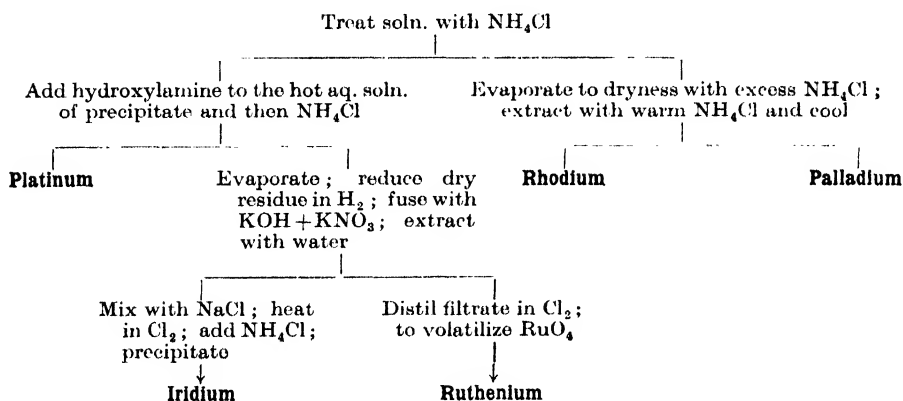 Treat soln. with NH₄Cl
Add hydroxylamine to the hot aq. soln.
of precipitate and then NH₄Cl
Evaporate to dryness with excess NH₄Cl;
extract with warm NH₄Cl and cool
Platinum
Evaporate; reduce dry
residue in H₂; fuse with
KOH+KNO₃; extract
with water
Rhodium
Palladium
Mix with NaCl; heat
in Cl₂; add NH₄Cl;
precipitate
Distil filtrate in Cl₂;
to volatilize RuO₄
Iridium
Ruthenium